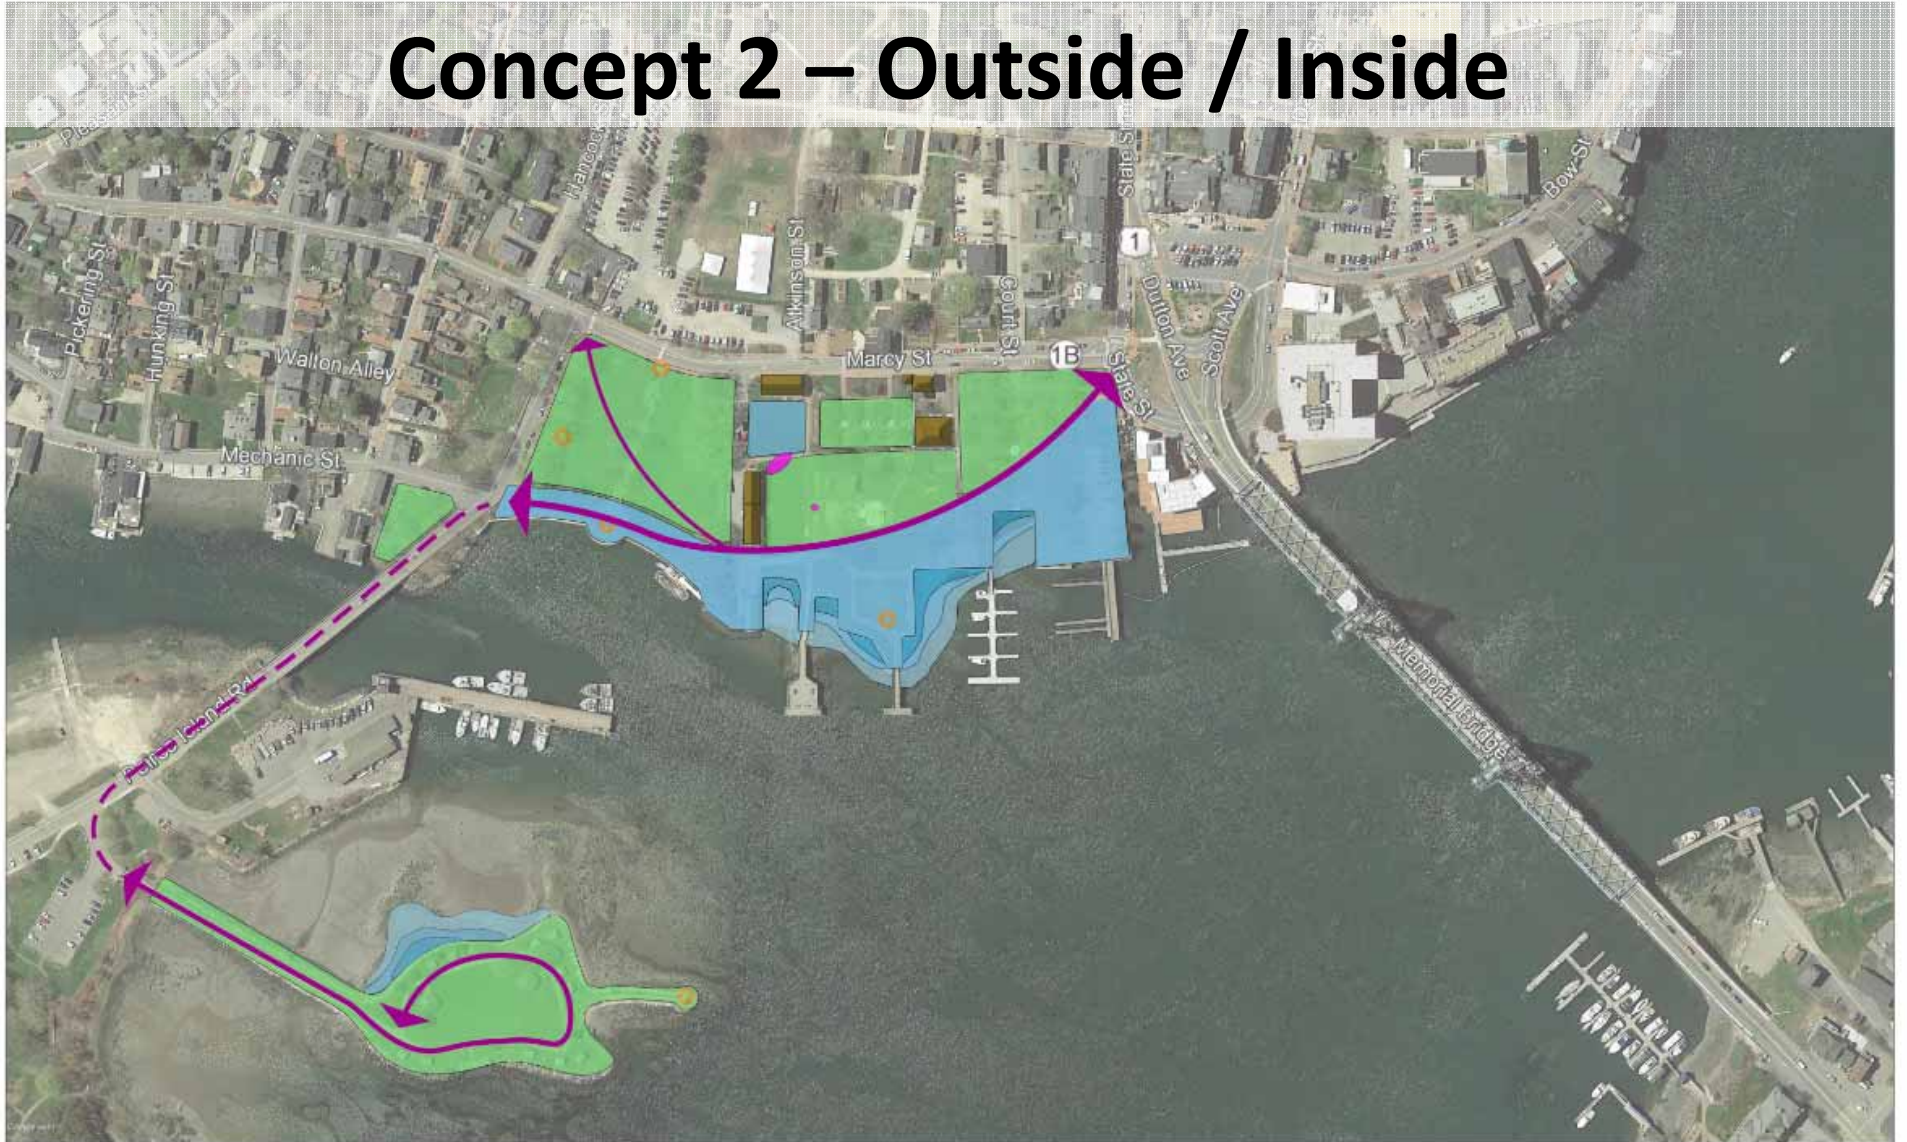 Concept 2 – Outside / Inside
Pleasant St
Hancock
State St
Bow St
Pickering St
Hunking St
Walton Alley
Atkinson St
Court St
1
Dutton Ave
Scott Ave
Marcy St
1B
State St
Mechanic St
Peirce Island Rd
Memorial Bridge